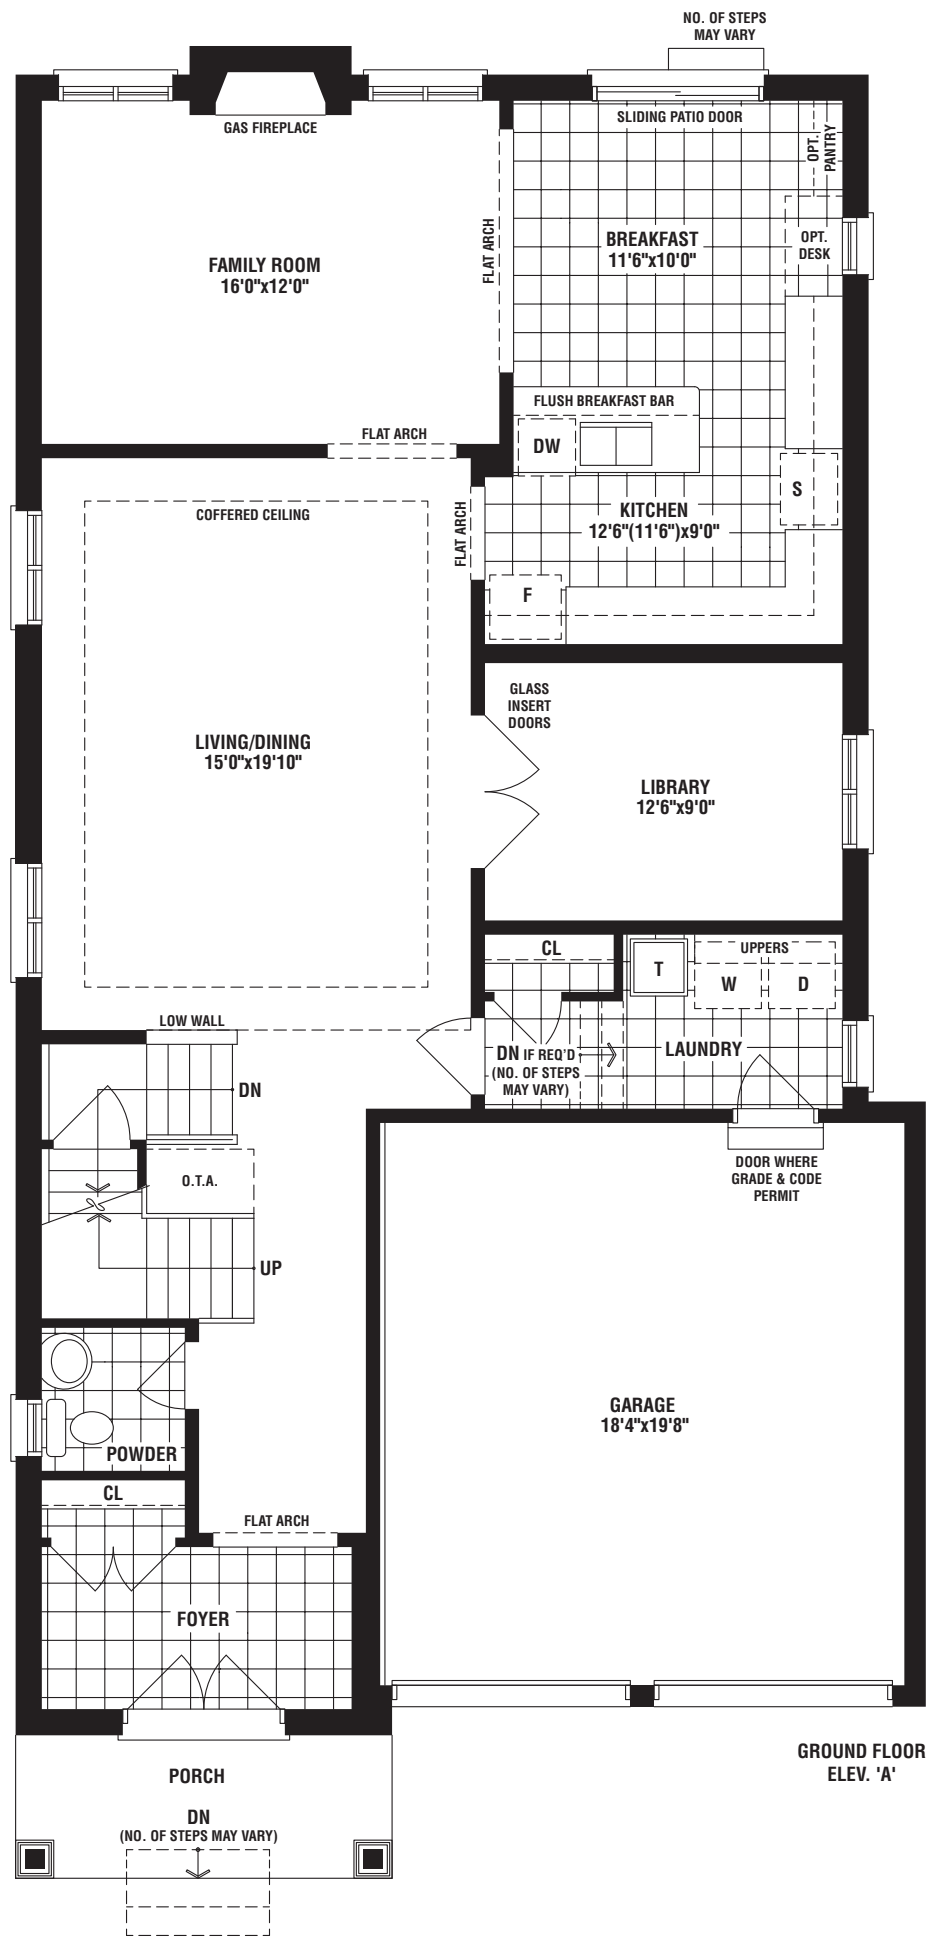 NO. OF STEPS
MAY VARY
GAS FIREPLACE
SLIDING PATIO DOOR
OPT.
PANTRY
FAMILY ROOM
16'0"x12'0"
FLAT ARCH
BREAKFAST
11'6"x10'0"
OPT.
DESK
FLUSH BREAKFAST BAR
FLAT ARCH
DW
S
COFFERED CEILING
FLAT ARCH
KITCHEN
12'6"(11'6")x9'0"
F
GLASS
INSERT
DOORS
LIVING/DINING
15'0"x19'10"
LIBRARY
12'6"x9'0"
CL
T
UPPERS
W
D
LOW WALL
DN IF REQ'D
(NO. OF STEPS
MAY VARY)
LAUNDRY
DN
O.T.A.
DOOR WHERE
GRADE & CODE
PERMIT
UP
GARAGE
18'4"x19'8"
POWDER
CL
FLAT ARCH
FOYER
GROUND FLOOR
ELEV. 'A'
PORCH
DN
(NO. OF STEPS MAY VARY)